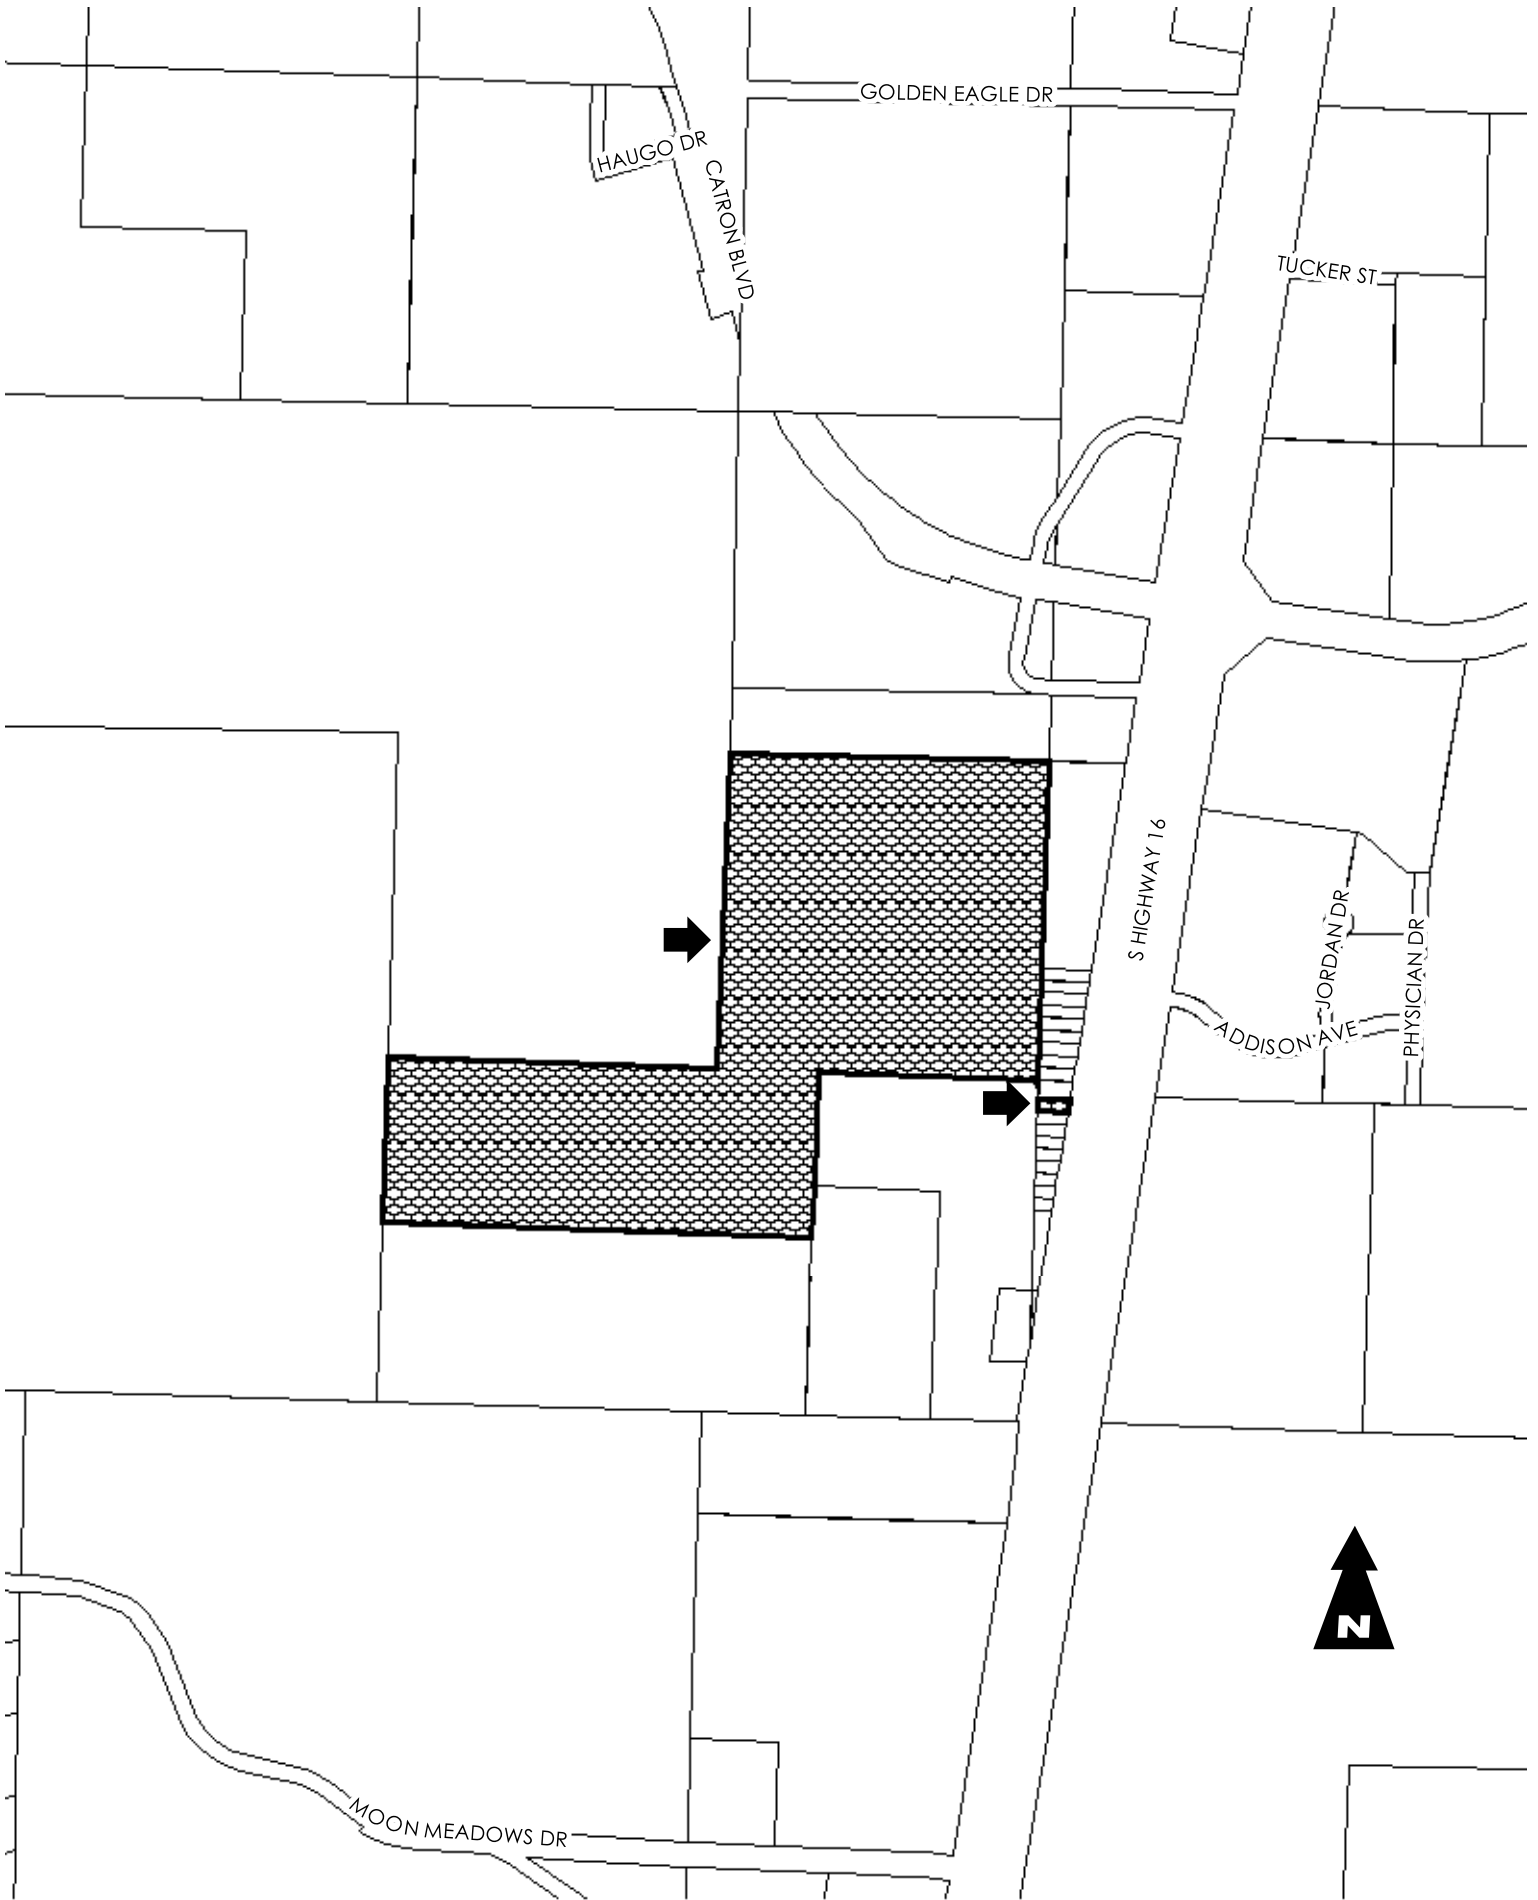 GOLDEN EAGLE DR
HAUGO DR
CATRON BLVD
TUCKER ST
S HIGHWAY 16
JORDAN DR
PHYSICIAN DR
ADDISON AVE
N
MOON MEADOWS DR